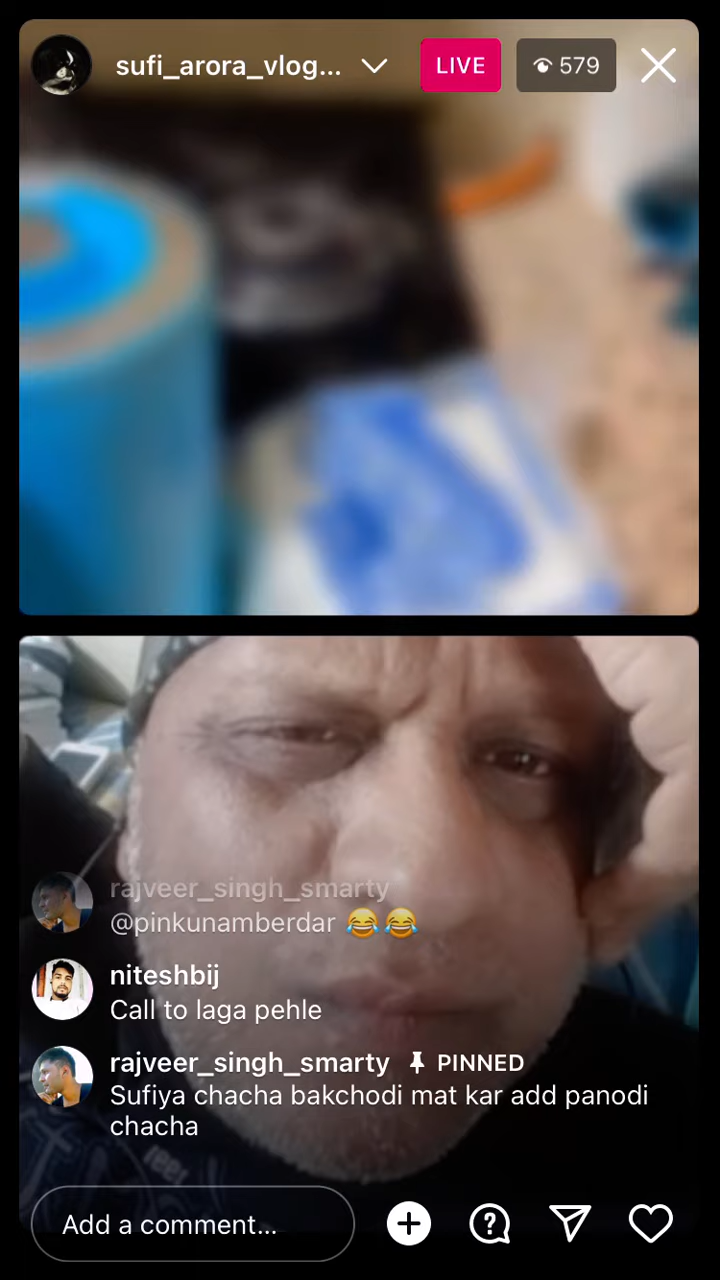 sufi_arora_vlog...
LIVE
579
rajveer_singh_smarty
@pinkunamberdar 😂😂
niteshbij
Call to laga pehle
rajveer_singh_smarty PINNED
Sufiya chacha bakchodi mat kar add panodi
chacha
Add a comment...